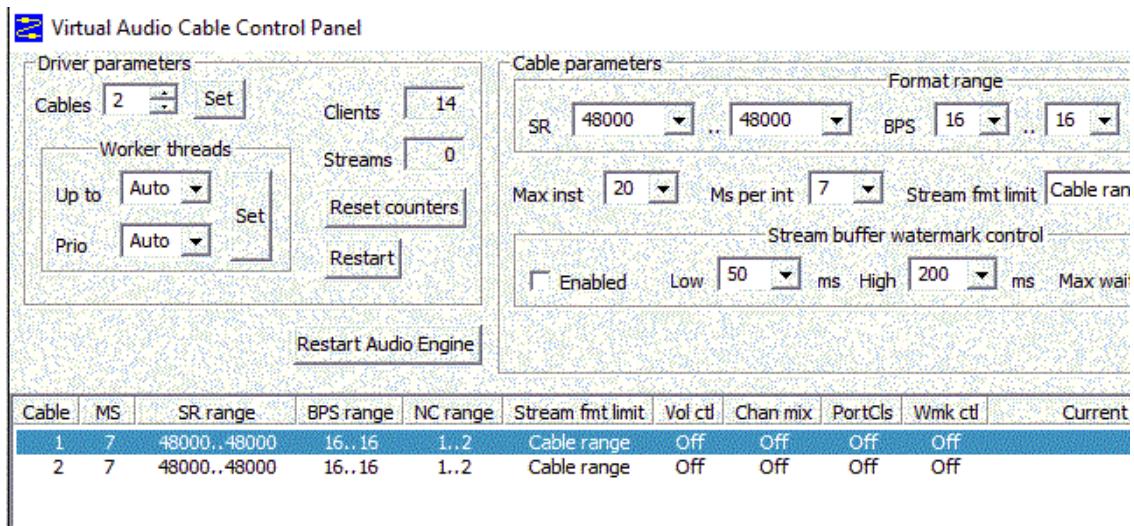 Virtual Audio Cable Control Panel
Driver parameters
Cables 2 Set
Clients 14
Streams 0
Worker threads
Up to Auto
Prio Auto
Set
Reset counters
Restart
Restart Audio Engine
Cable parameters
Format range
SR 48000 .. 48000 BPS 16 .. 16
Max inst 20 Ms per int 7 Stream fmt limit Cable ran
Stream buffer watermark control
Enabled Low 50 ms High 200 ms Max wait
Cable MS SR range BPS range NC range Stream fmt limit Vol ctl Chan mix PortCls Wmk ctl Current
1 7 48000..48000 16..16 1..2 Cable range Off Off Off Off
2 7 48000..48000 16..16 1..2 Cable range Off Off Off Off